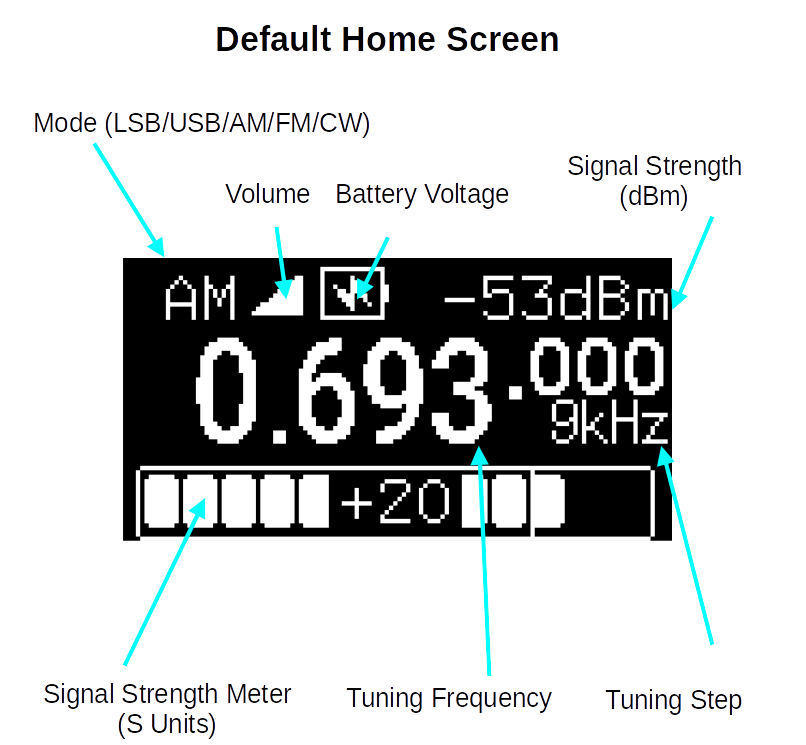 Default Home Screen
Mode (LSB/USB/AM/FM/CW)
Signal Strength
(dBm)
Volume
Battery Voltage
AM
-53dBm
0.693.000
9kHz
+20
Signal Strength Meter
(S Units)
Tuning Frequency
Tuning Step